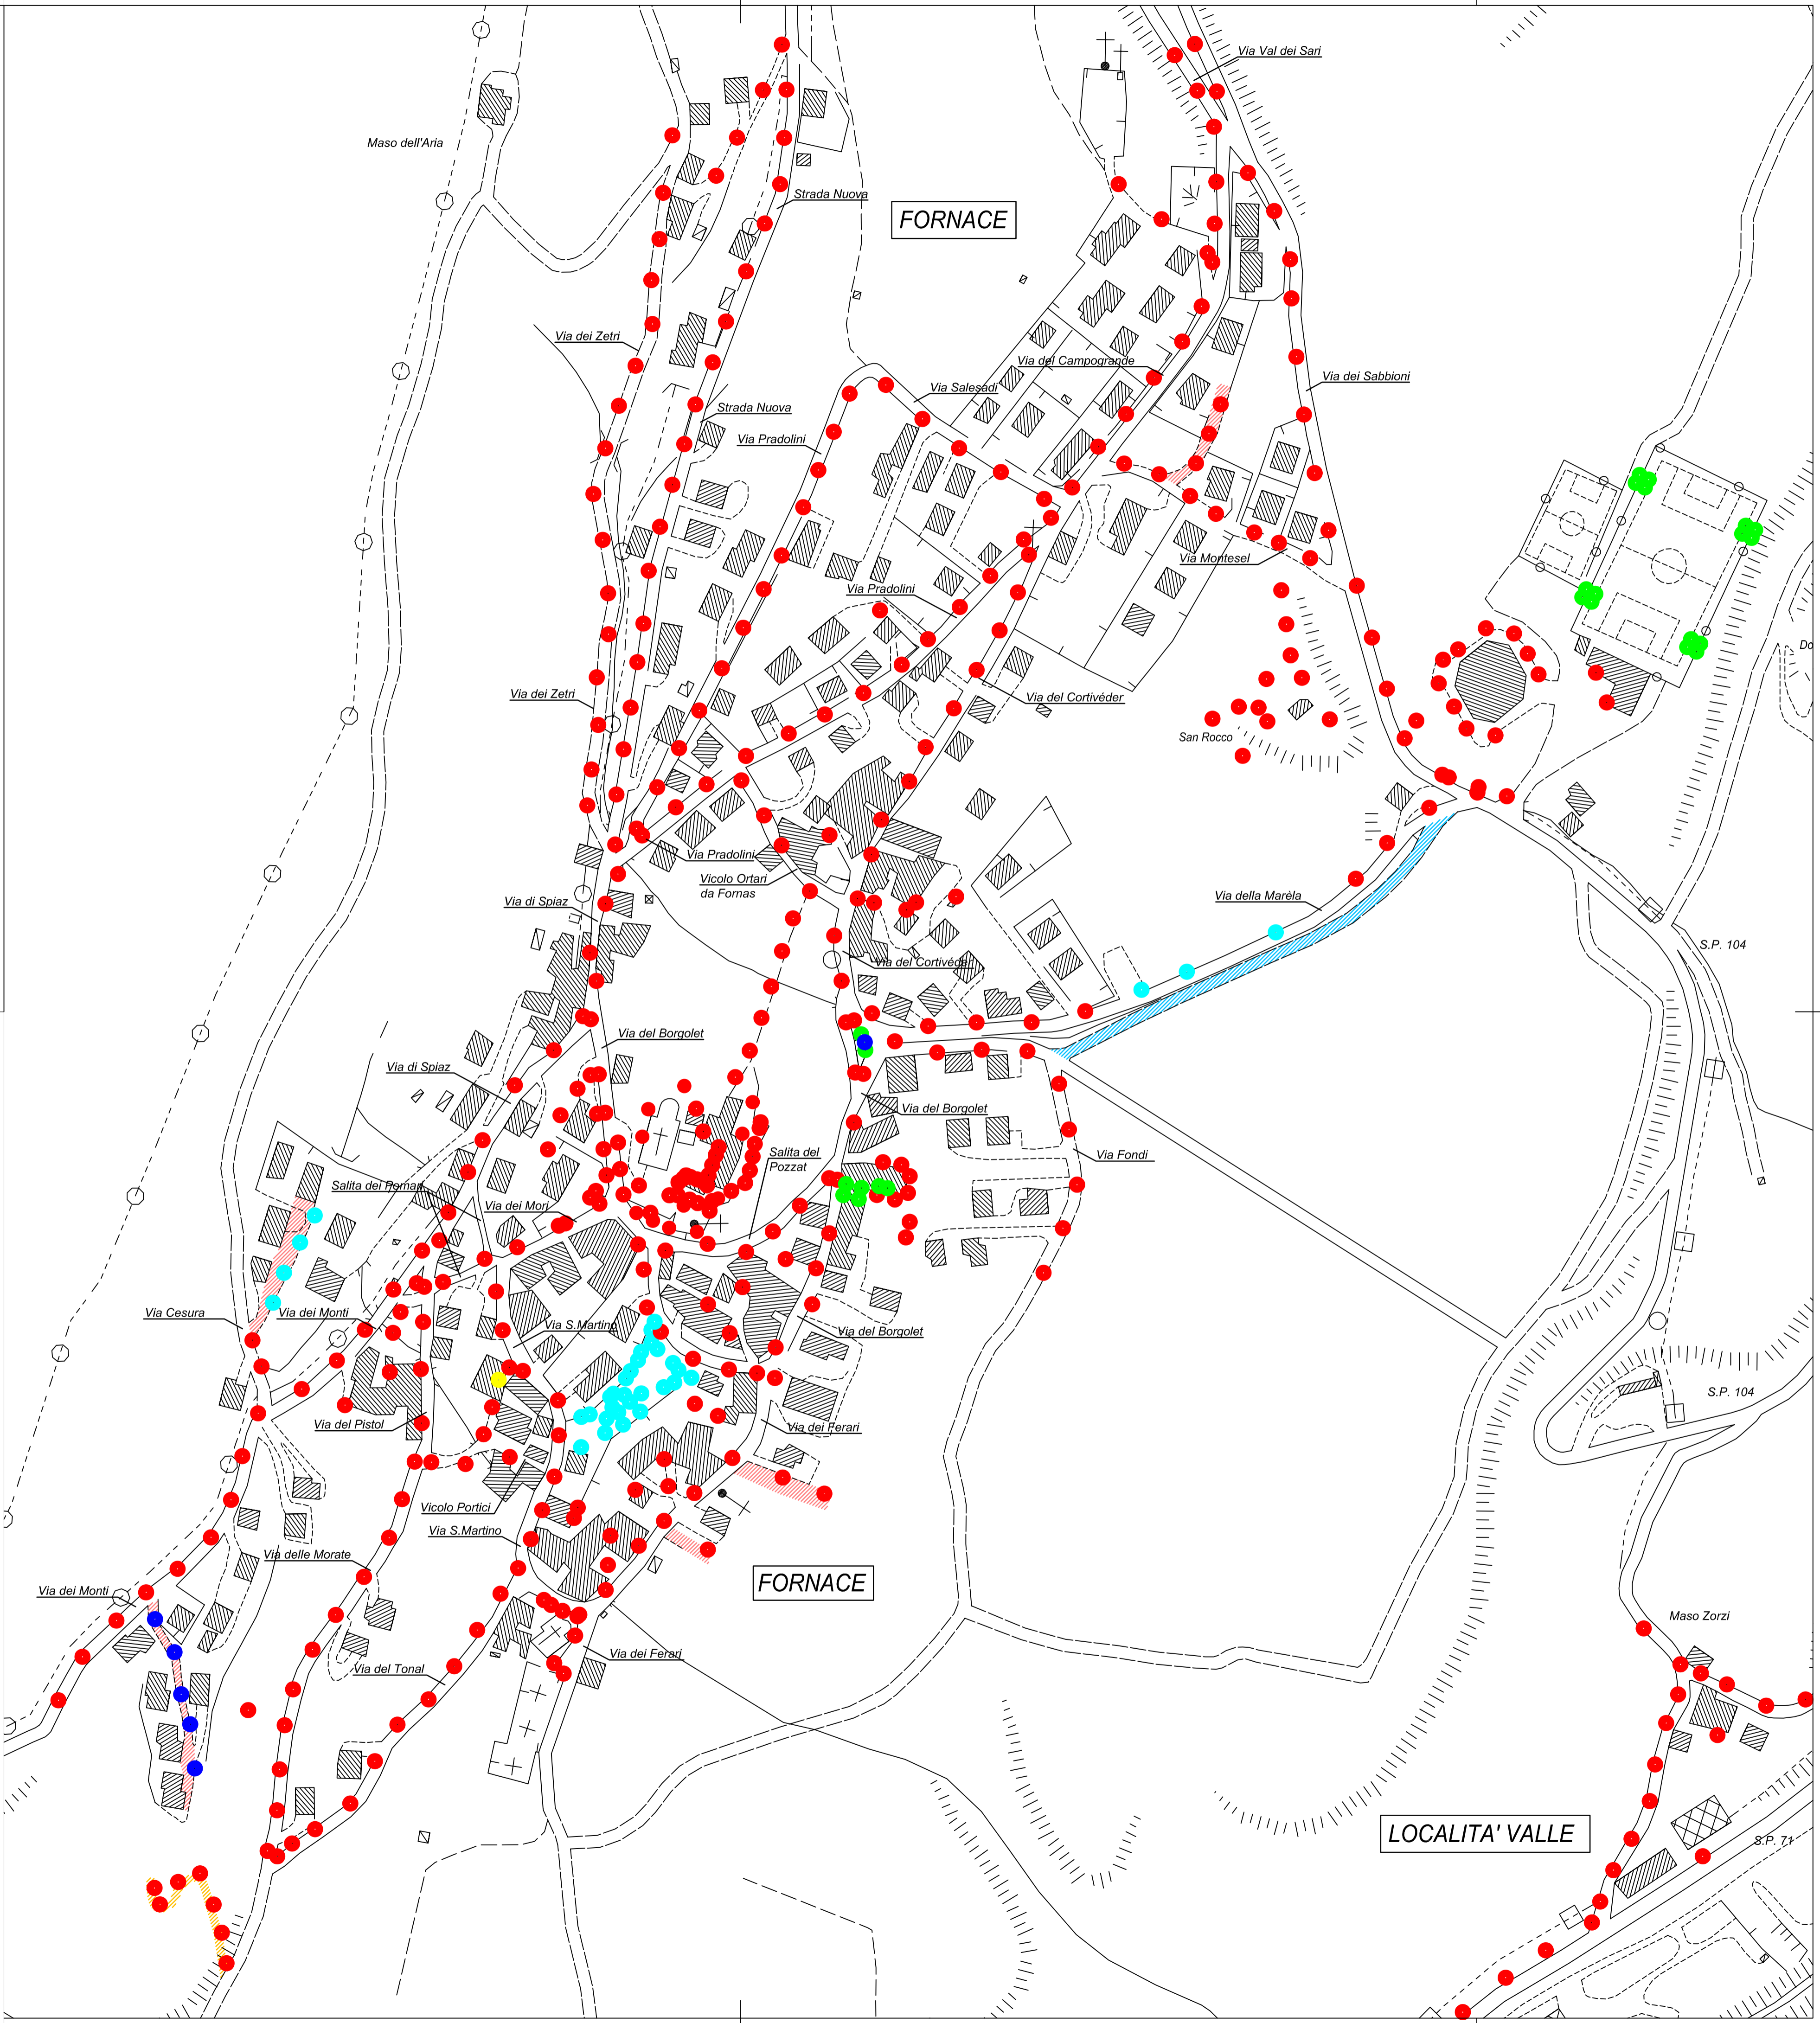 Via Val dei Sari
Maso dell'Aria
Strada Nuova
FORNACE
Via dei Zetri
Via del Campogrande
Via dei Sabbioni
Via Salesadi
Strada Nuova
Via Pradolini
Via Montesel
Via Pradolini
Do
Via dei Zetri
Via del Cortivéder
San Rocco
Via Pradolini
Vicolo Ortari
da Fornas
Via di Spiaz
Via della Marèla
S.P. 104
Via del Cortivéder
Via del Borgolet
Via di Spiaz
Via del Borgolet
Salita del
Pozzat
Via Fondi
Salita dei Pomari
Via dei Mori
Via Cesura
Via dei Monti
Via S.Martino
Via del Borgolet
S.P. 104
Via del Pistol
Via dei Ferari
Vicolo Portici
Via S.Martino
Via delle Morate
FORNACE
Via dei Monti
Maso Zorzi
Via dei Ferari
Via del Tonal
LOCALITA' VALLE
S.P. 71